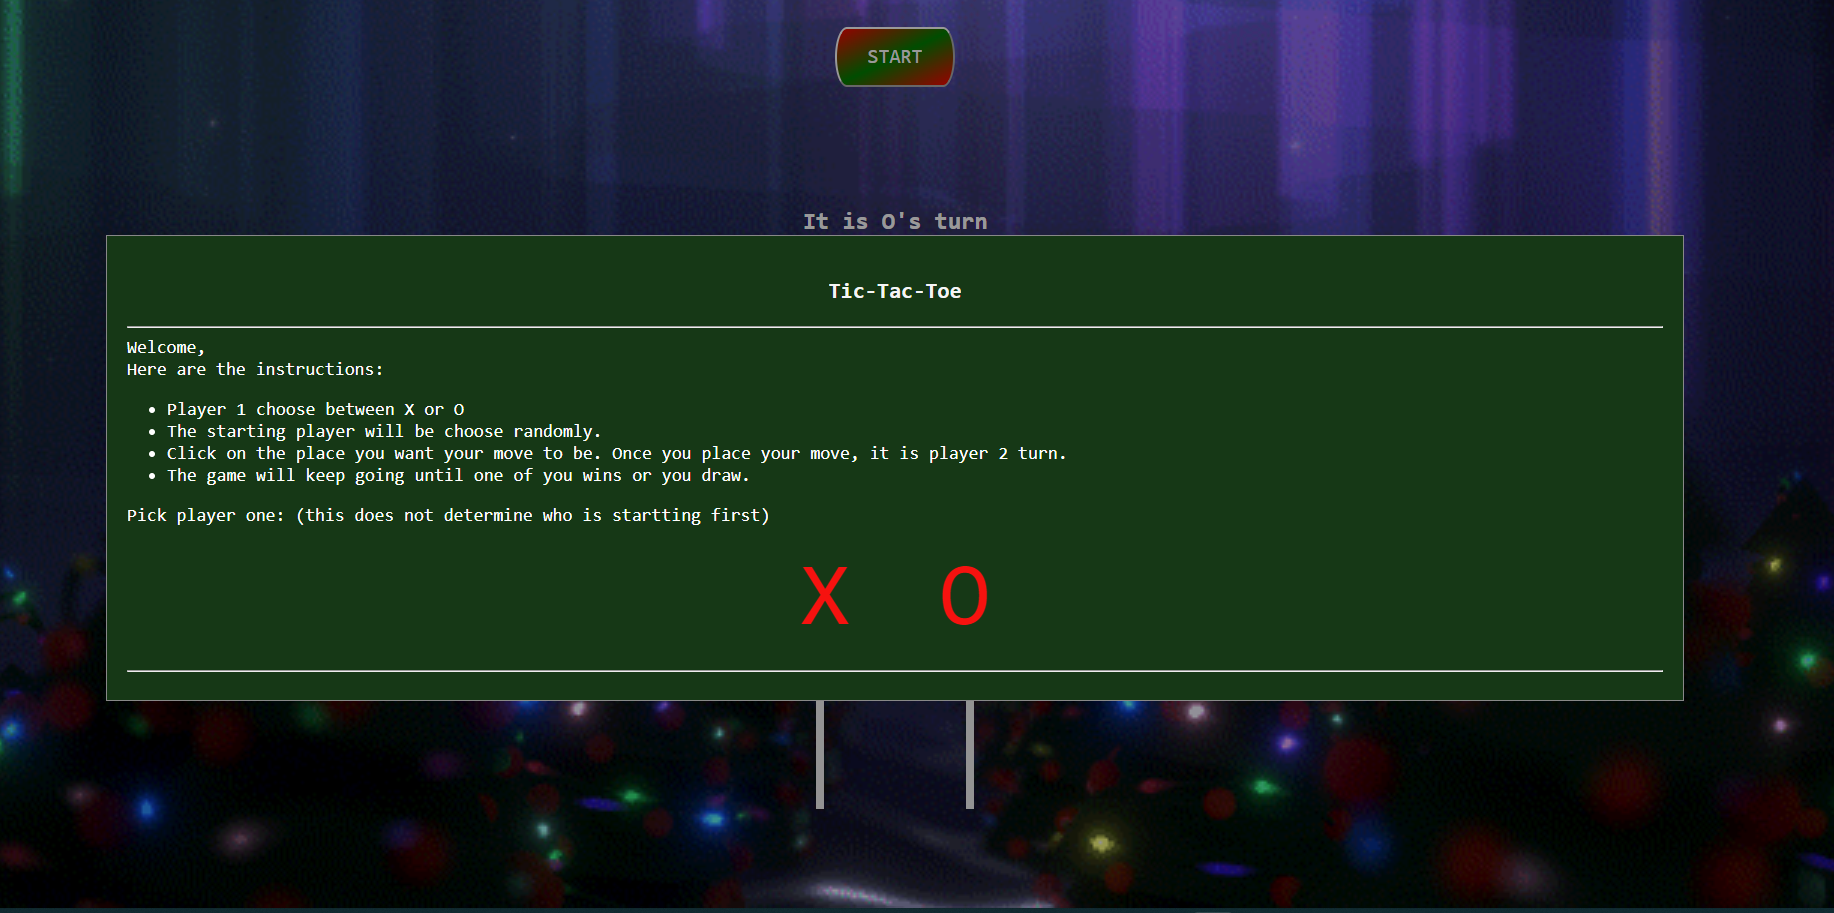 START
It is O's turn
Tic-Tac-Toe
Welcome,
Here are the instructions:
• Player 1 choose between X or O
• The starting player will be choose randomly.
• Click on the place you want your move to be. Once you place your move, it is player 2 turn.
• The game will keep going until one of you wins or you draw.
Pick player one: (this does not determine who is startting first)
X O